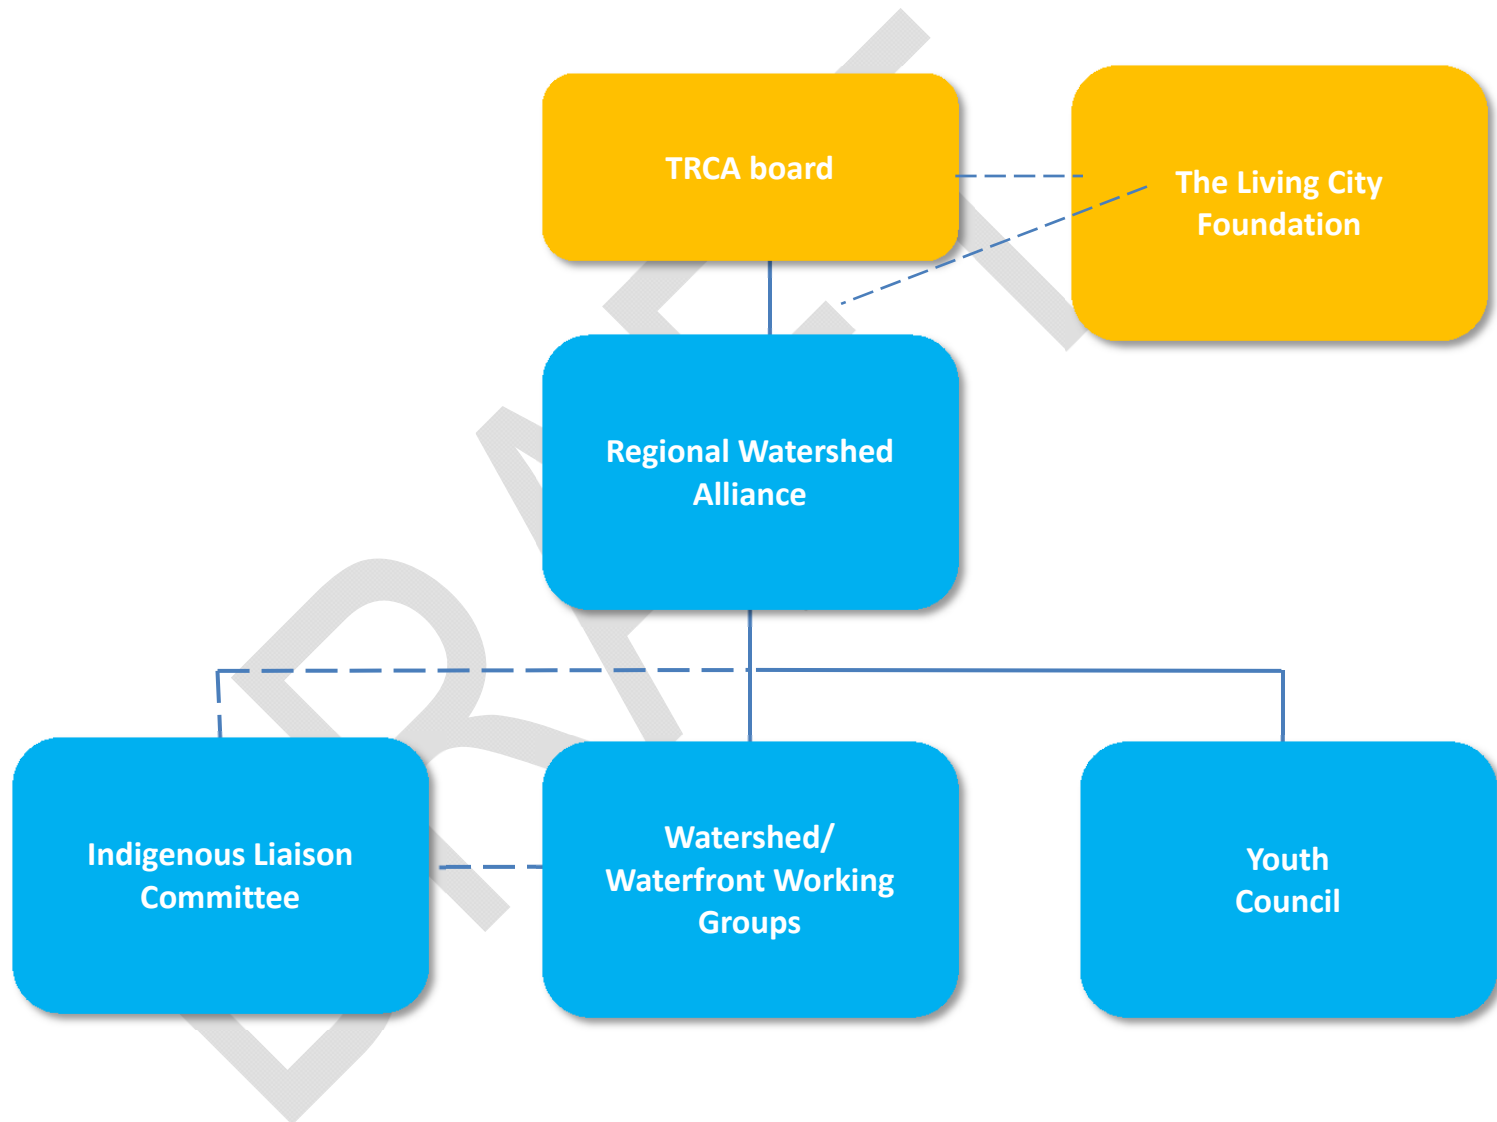 TRCA board
The Living City
Foundation
Regional Watershed
Alliance
Indigenous Liaison
Committee
Watershed/
Waterfront Working
Groups
Youth
Council
DRAFT